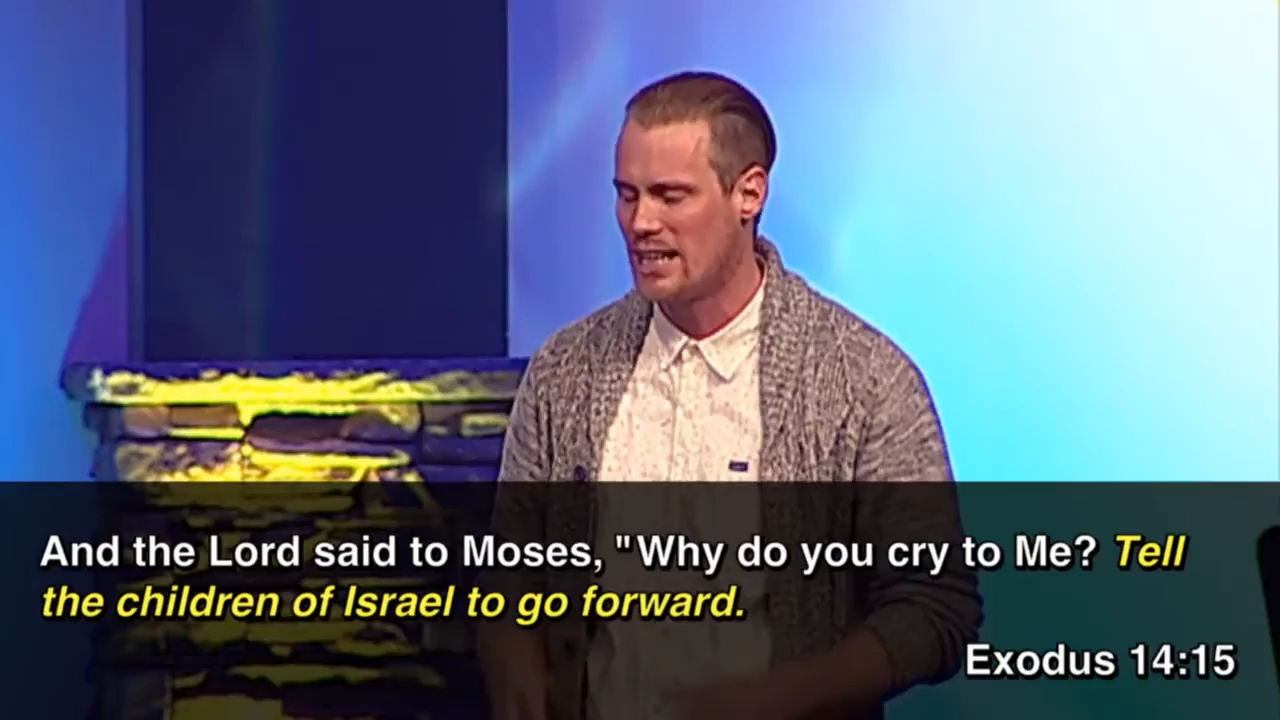 And the Lord said to Moses, "Why do you cry to Me? Tell
the children of Israel to go forward.
Exodus 14:15